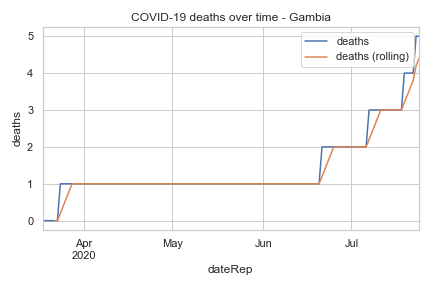 COVID-19 deaths over time - Gambia
deaths
deaths (rolling)
5
4
3
2
1
0
deaths
Apr
2020
May
Jun
Jul
dateRep